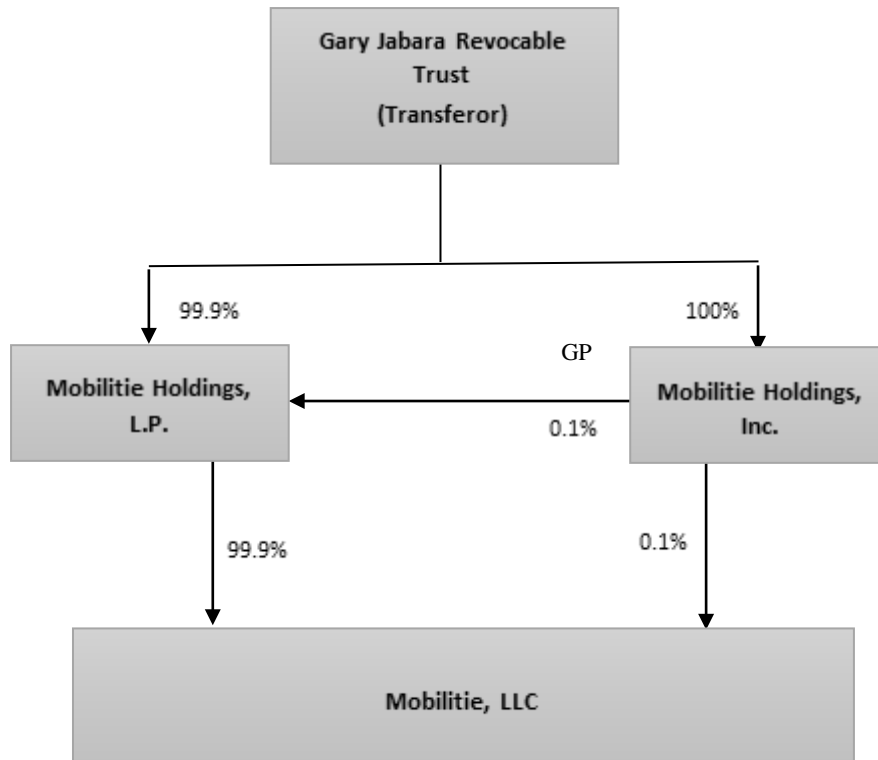 Gary Jabara Revocable
Trust
(Transferor)
99.9%
100%
GP
Mobilitie Holdings,
L.P.
Mobilitie Holdings,
Inc.
0.1%
99.9%
0.1%
Mobilitie, LLC